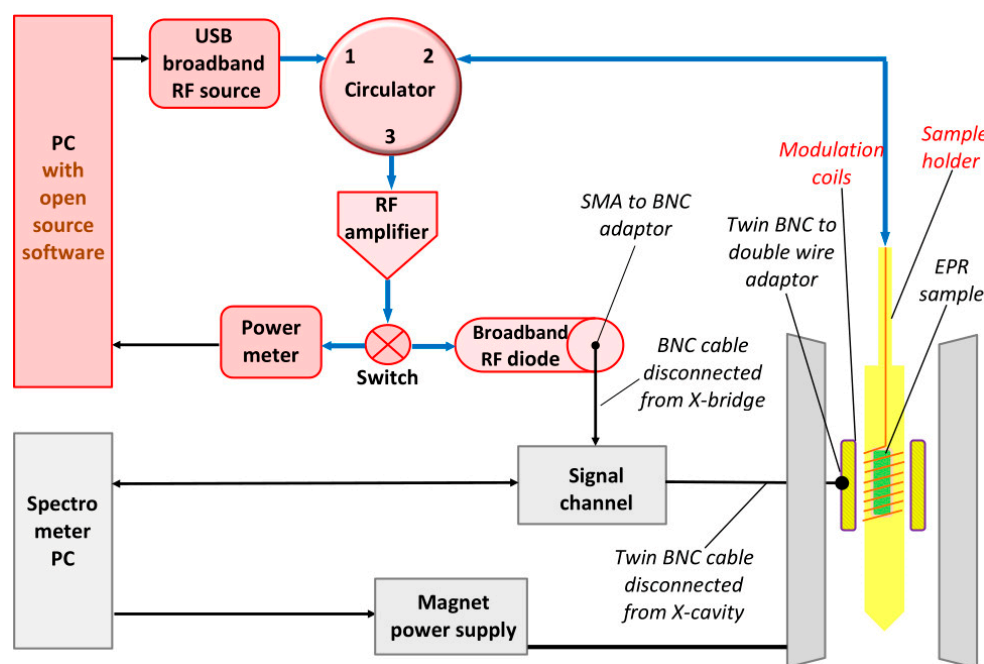 USB
broadband
RF source
1
2
Circulator
3
PC
with
open
source
software
RF
amplifier
SMA to BNC
adaptor
Modulation
coils
Sample
holder
Twin BNC to
double wire
adaptor
EPR
sample
Power
meter
Switch
Broadband
RF diode
BNC cable
disconnected
from X-bridge
Spectro
meter
PC
Signal
channel
Twin BNC cable
disconnected
from X-cavity
Magnet
power supply